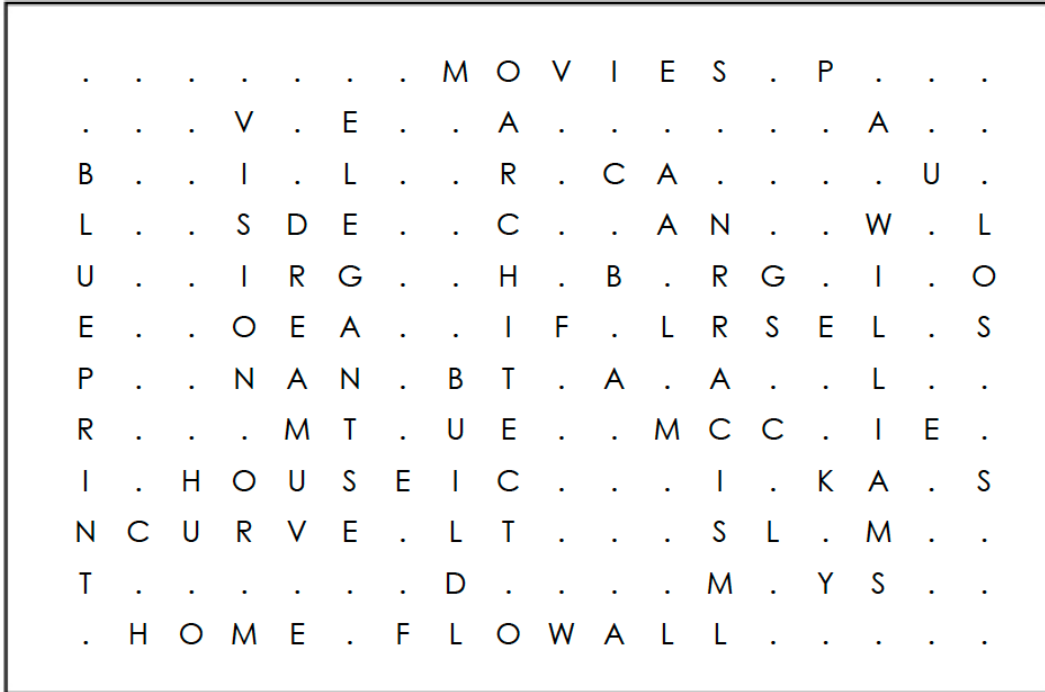 . . . . . . . M O V I E S . P . . .
. . . V . E . . A . . . . . . A . .
B . . I . L . . R . C A . . . . U .
L . . S D E . . C . . A N . . W . L
U . . I R G . . H . B . R G . I . O
E . . O E A . . I F . L R S E L . S
P . . N A N . B T . A . A . . L . .
R . . . M T . U E . . M C C . I E .
I . H O U S E I C . . . I . K A . S
N C U R V E . L T . . . S L . M . .
T . . . . . . D . . . . M . Y S . .
. H O M E . F L O W A L L . . . . .